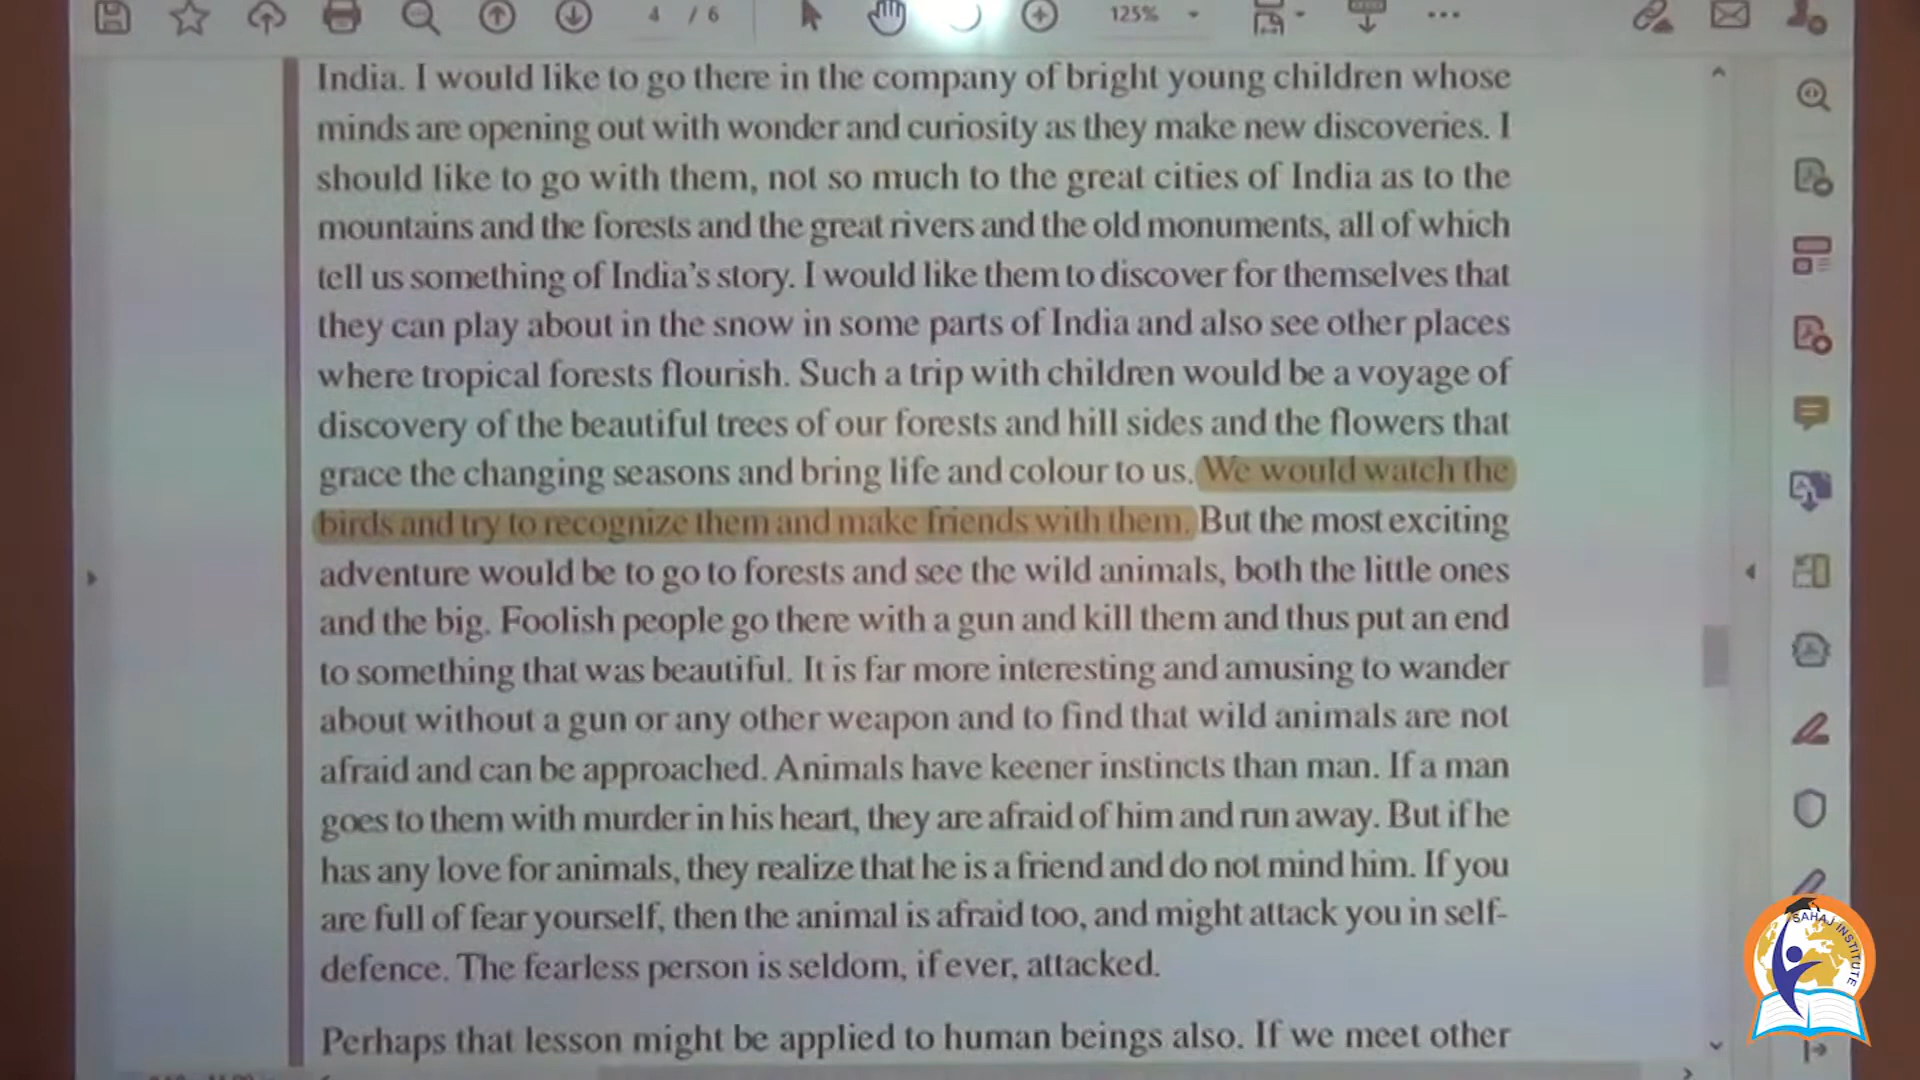 4 / 6
125%
India. I would like to go there in the company of bright young children whose
minds are opening out with wonder and curiosity as they make new discoveries. I
should like to go with them, not so much to the great cities of India as to the
mountains and the forests and the great rivers and the old monuments, all of which
tell us something of India's story. I would like them to discover for themselves that
they can play about in the snow in some parts of India and also see other places
where tropical forests flourish. Such a trip with children would be a voyage of
discovery of the beautiful trees of our forests and hill sides and the flowers that
grace the changing seasons and bring life and colour to us. We would watch the
birds and try to recognize them and make friends with them. But the most exciting
adventure would be to go to forests and see the wild animals, both the little ones
and the big. Foolish people go there with a gun and kill them and thus put an end
to something that was beautiful. It is far more interesting and amusing to wander
about without a gun or any other weapon and to find that wild animals are not
afraid and can be approached. Animals have keener instincts than man. If a man
goes to them with murder in his heart, they are afraid of him and run away. But if he
has any love for animals, they realize that he is a friend and do not mind him. If you
are full of fear yourself, then the animal is afraid too, and might attack you in self-
defence. The fearless person is seldom, if ever, attacked.
Perhaps that lesson might be applied to human beings also. If we meet other
SAHAJ INSTITUTE